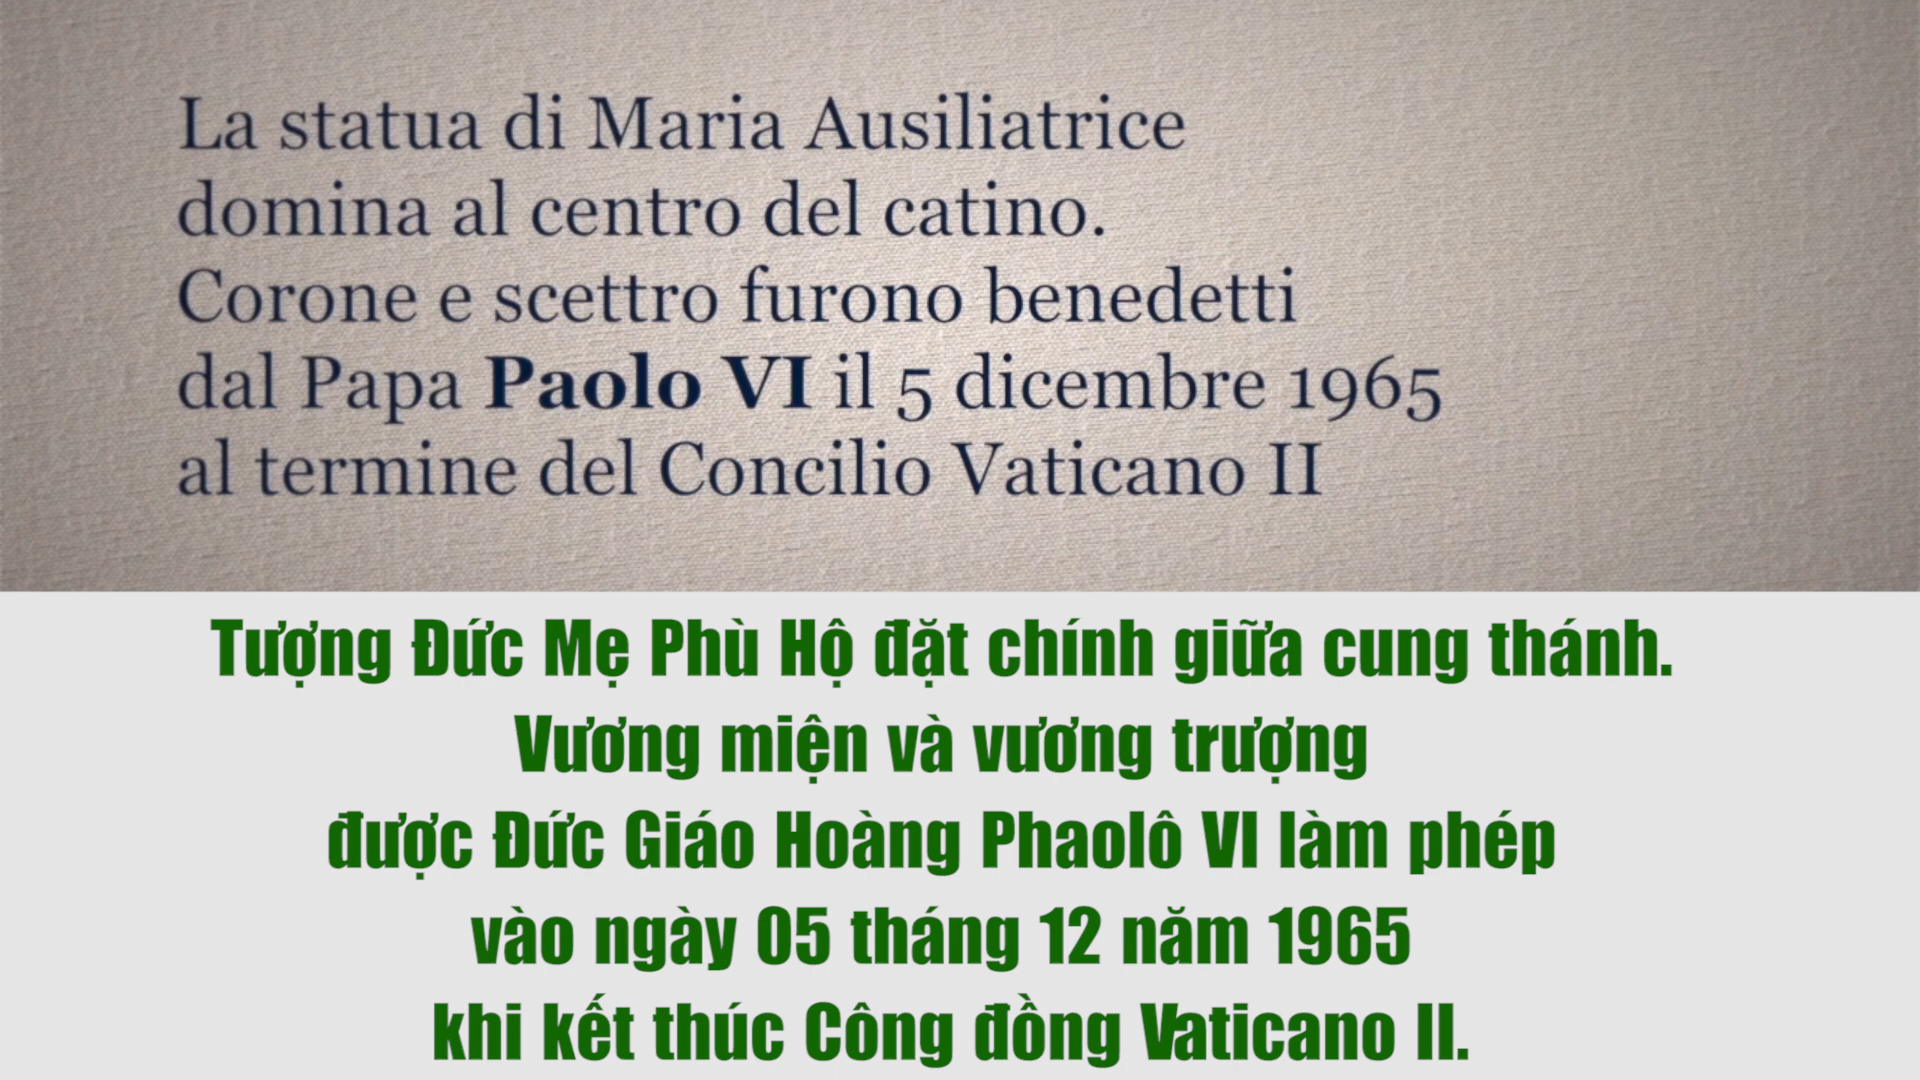 La statua di Maria Ausiliatrice
domina al centro del catino.
Corone e scettro furono benedetti
dal Papa Paolo VI il 5 dicembre 1965
al termine del Concilio Vaticano II
Tượng Đức Mẹ Phù Hộ đặt chính giữa cung thánh.
Vương miện và vương trượng
được Đức Giáo Hoàng Phaolô VI làm phép
vào ngày 05 tháng 12 năm 1965
khi kết thúc Công đồng Vaticano II.